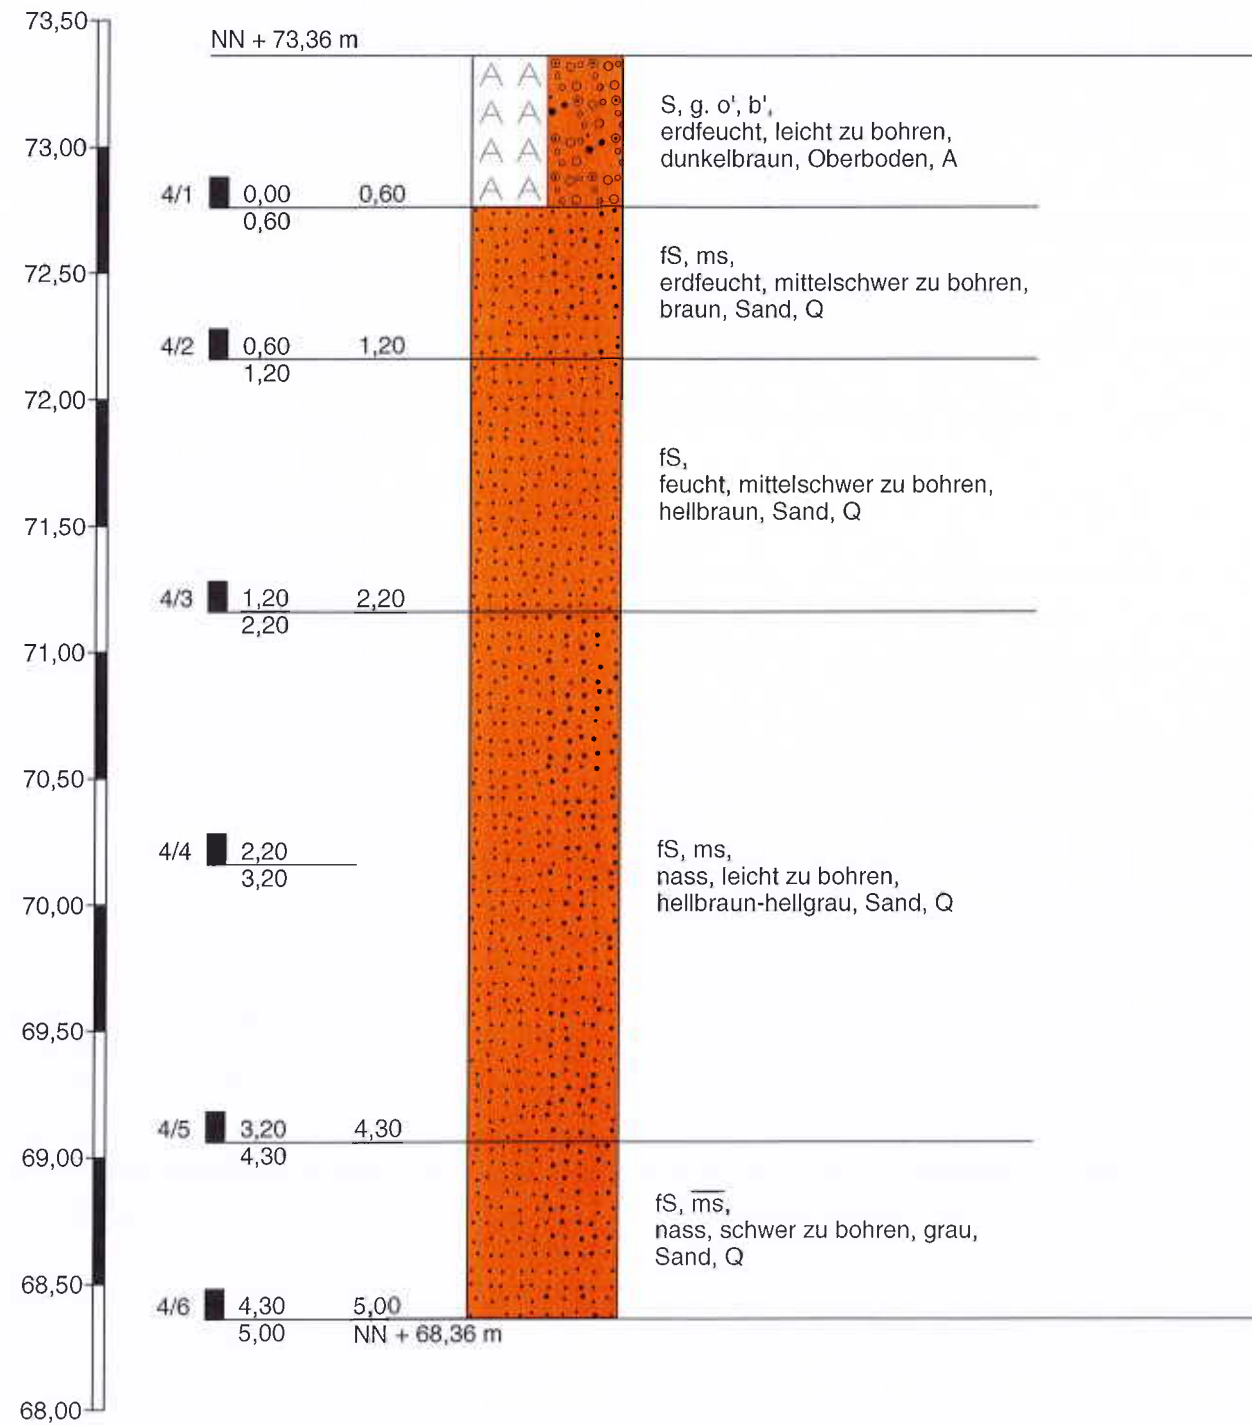 73,50
NN + 73,36 m
S, g. o', b',
erdfeucht, leicht zu bohren,
dunkelbraun, Oberboden, A
A A
A A
A A
A A
73,00
4/1 0,00 0,60
0,60
fS, ms,
erdfeucht, mittelschwer zu bohren,
braun, Sand, Q
72,50
4/2 0,60 1,20
1,20
72,00
fS,
feucht, mittelschwer zu bohren,
hellbraun, Sand, Q
71,50
4/3 1,20 2,20
2,20
71,00
70,50
4/4 2,20
3,20
fS, ms,
nass, leicht zu bohren,
hellbraun-hellgrau, Sand, Q
70,00
69,50
4/5 3,20 4,30
4,30
69,00
fS, m̅s̅,
nass, schwer zu bohren, grau,
Sand, Q
68,50
4/6 4,30 5,00
5,00 NN + 68,36 m
68,00